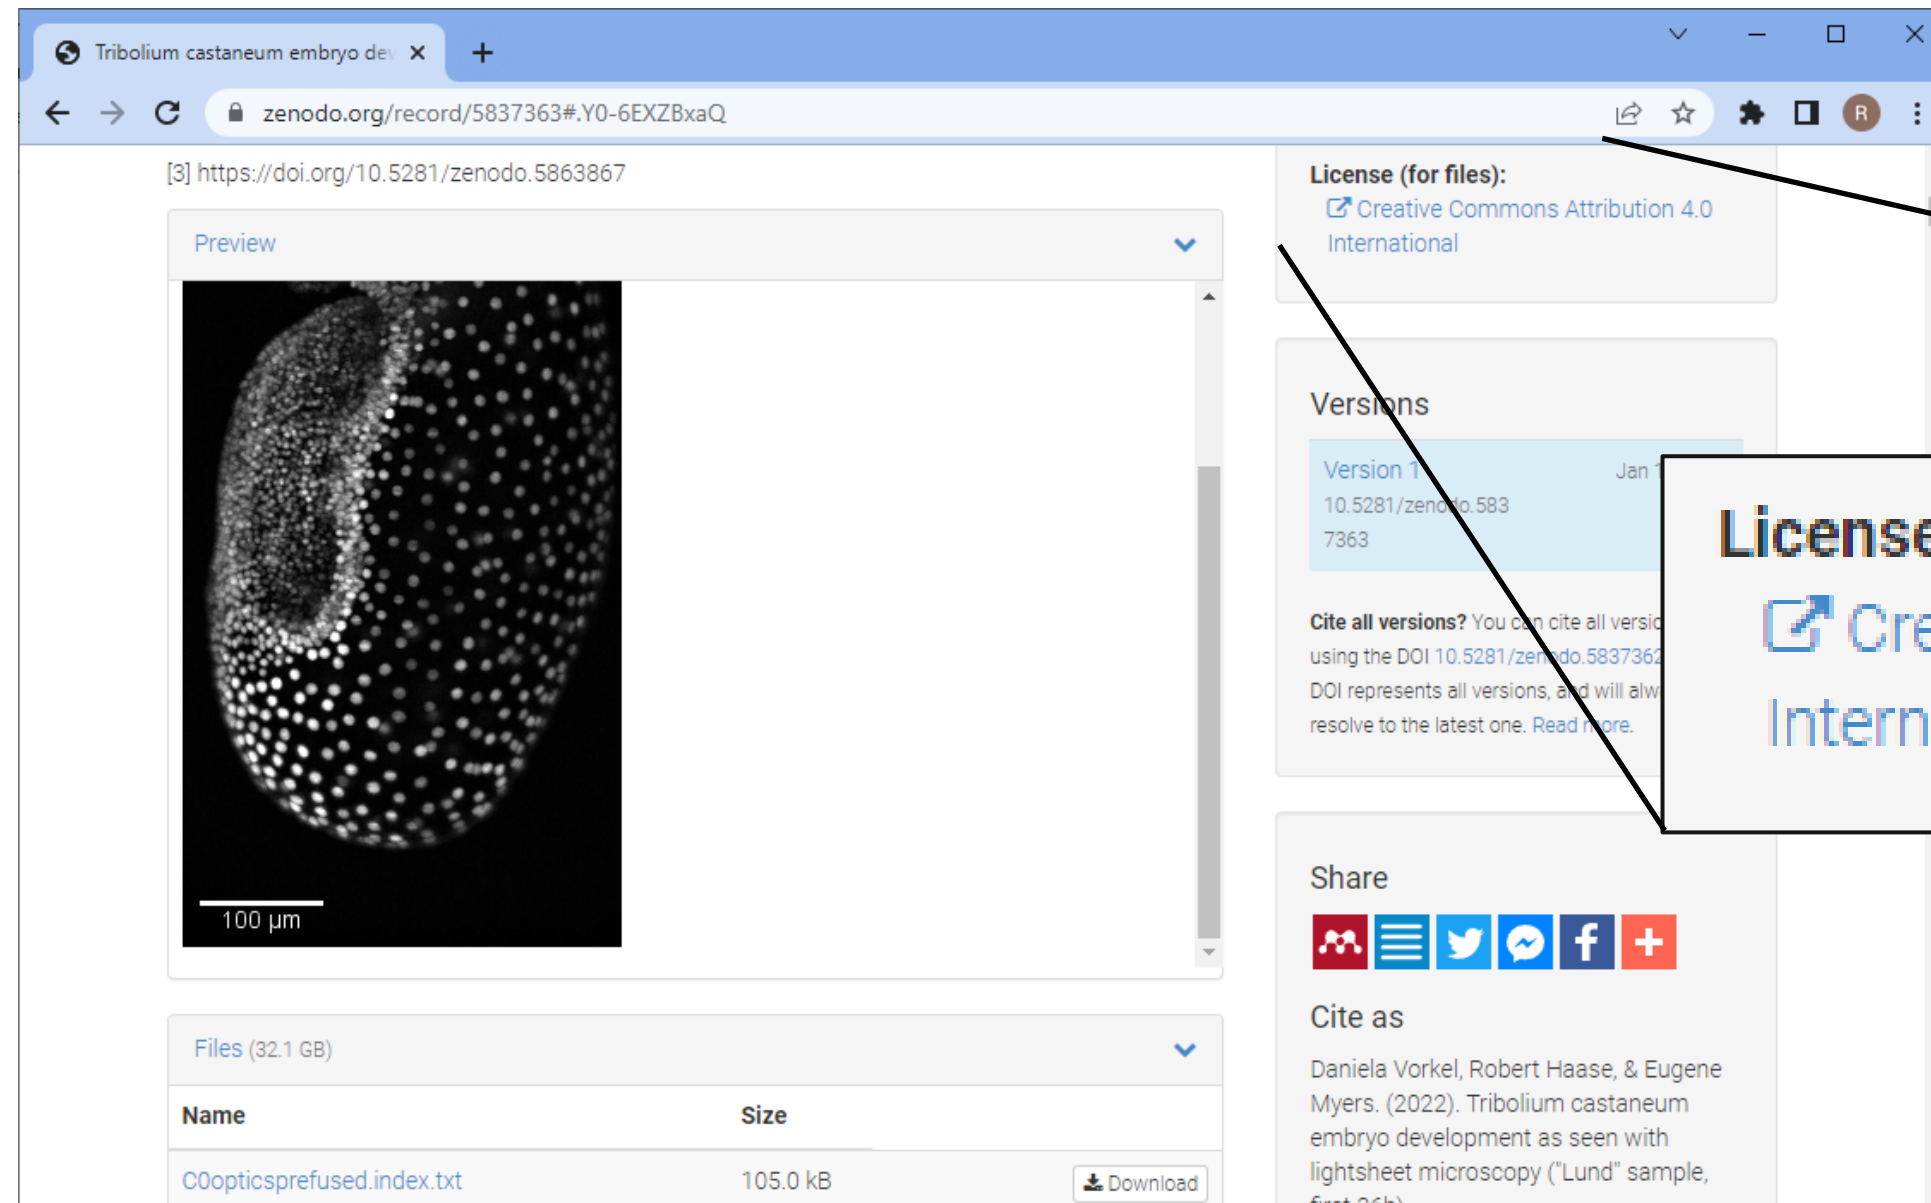 Tribolium castaneum embryo dev
zenodo.org/record/5837363#.Y0-6EXZBxaQ
R
[3] https://doi.org/10.5281/zenodo.5863867
Preview
100 µm
Files (32.1 GB)
Name Size
C0opticsprefused.index.txt 105.0 kB Download
License (for files):
Creative Commons Attribution 4.0
International
Versions
Version 1 Jan
10.5281/zenodo.583
7363
Cite all versions? You can cite all versio
using the DOI 10.5281/zenodo.5837362
DOI represents all versions, and will alw
resolve to the latest one. Read more.
License
Cre
Intern
Share
Cite as
Daniela Vorkel, Robert Haase, & Eugene
Myers. (2022). Tribolium castaneum
embryo development as seen with
lightsheet microscopy ("Lund" sample,